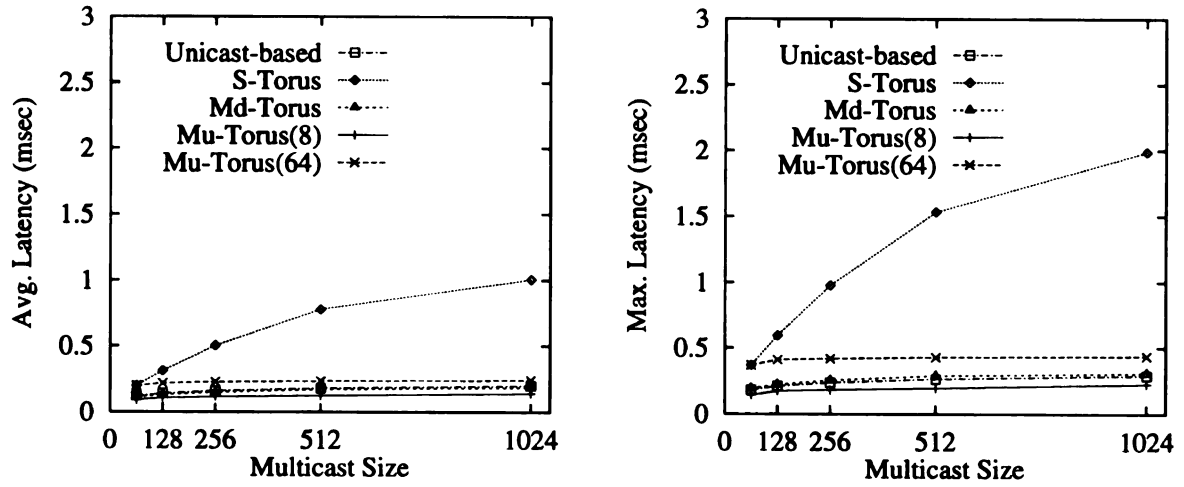 3
2.5
2
1.5
1
0.5
0
Avg. Latency (msec)
Unicast-based
S-Torus
Md-Torus
Mu-Torus(8)
Mu-Torus(64)
0 128 256 512 1024
Multicast Size
3
2.5
2
1.5
1
0.5
0
Max. Latency (msec)
Unicast-based
S-Torus
Md-Torus
Mu-Torus(8)
Mu-Torus(64)
0 128 256 512 1024
Multicast Size